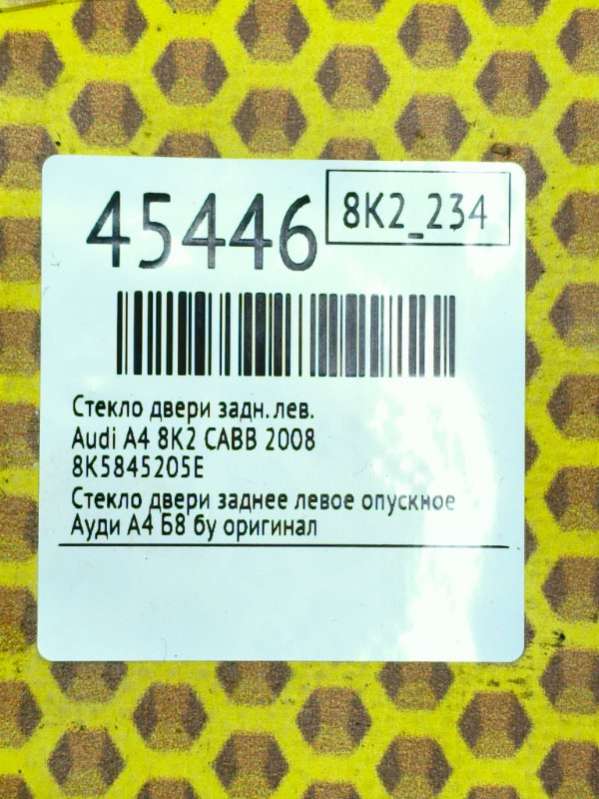 45446
8K2_234
Стекло двери задн. лев.
Audi A4 8K2 CABB 2008
8K5845205E
Стекло двери заднее левое опускное
Ауди А4 Б8 бу оригинал